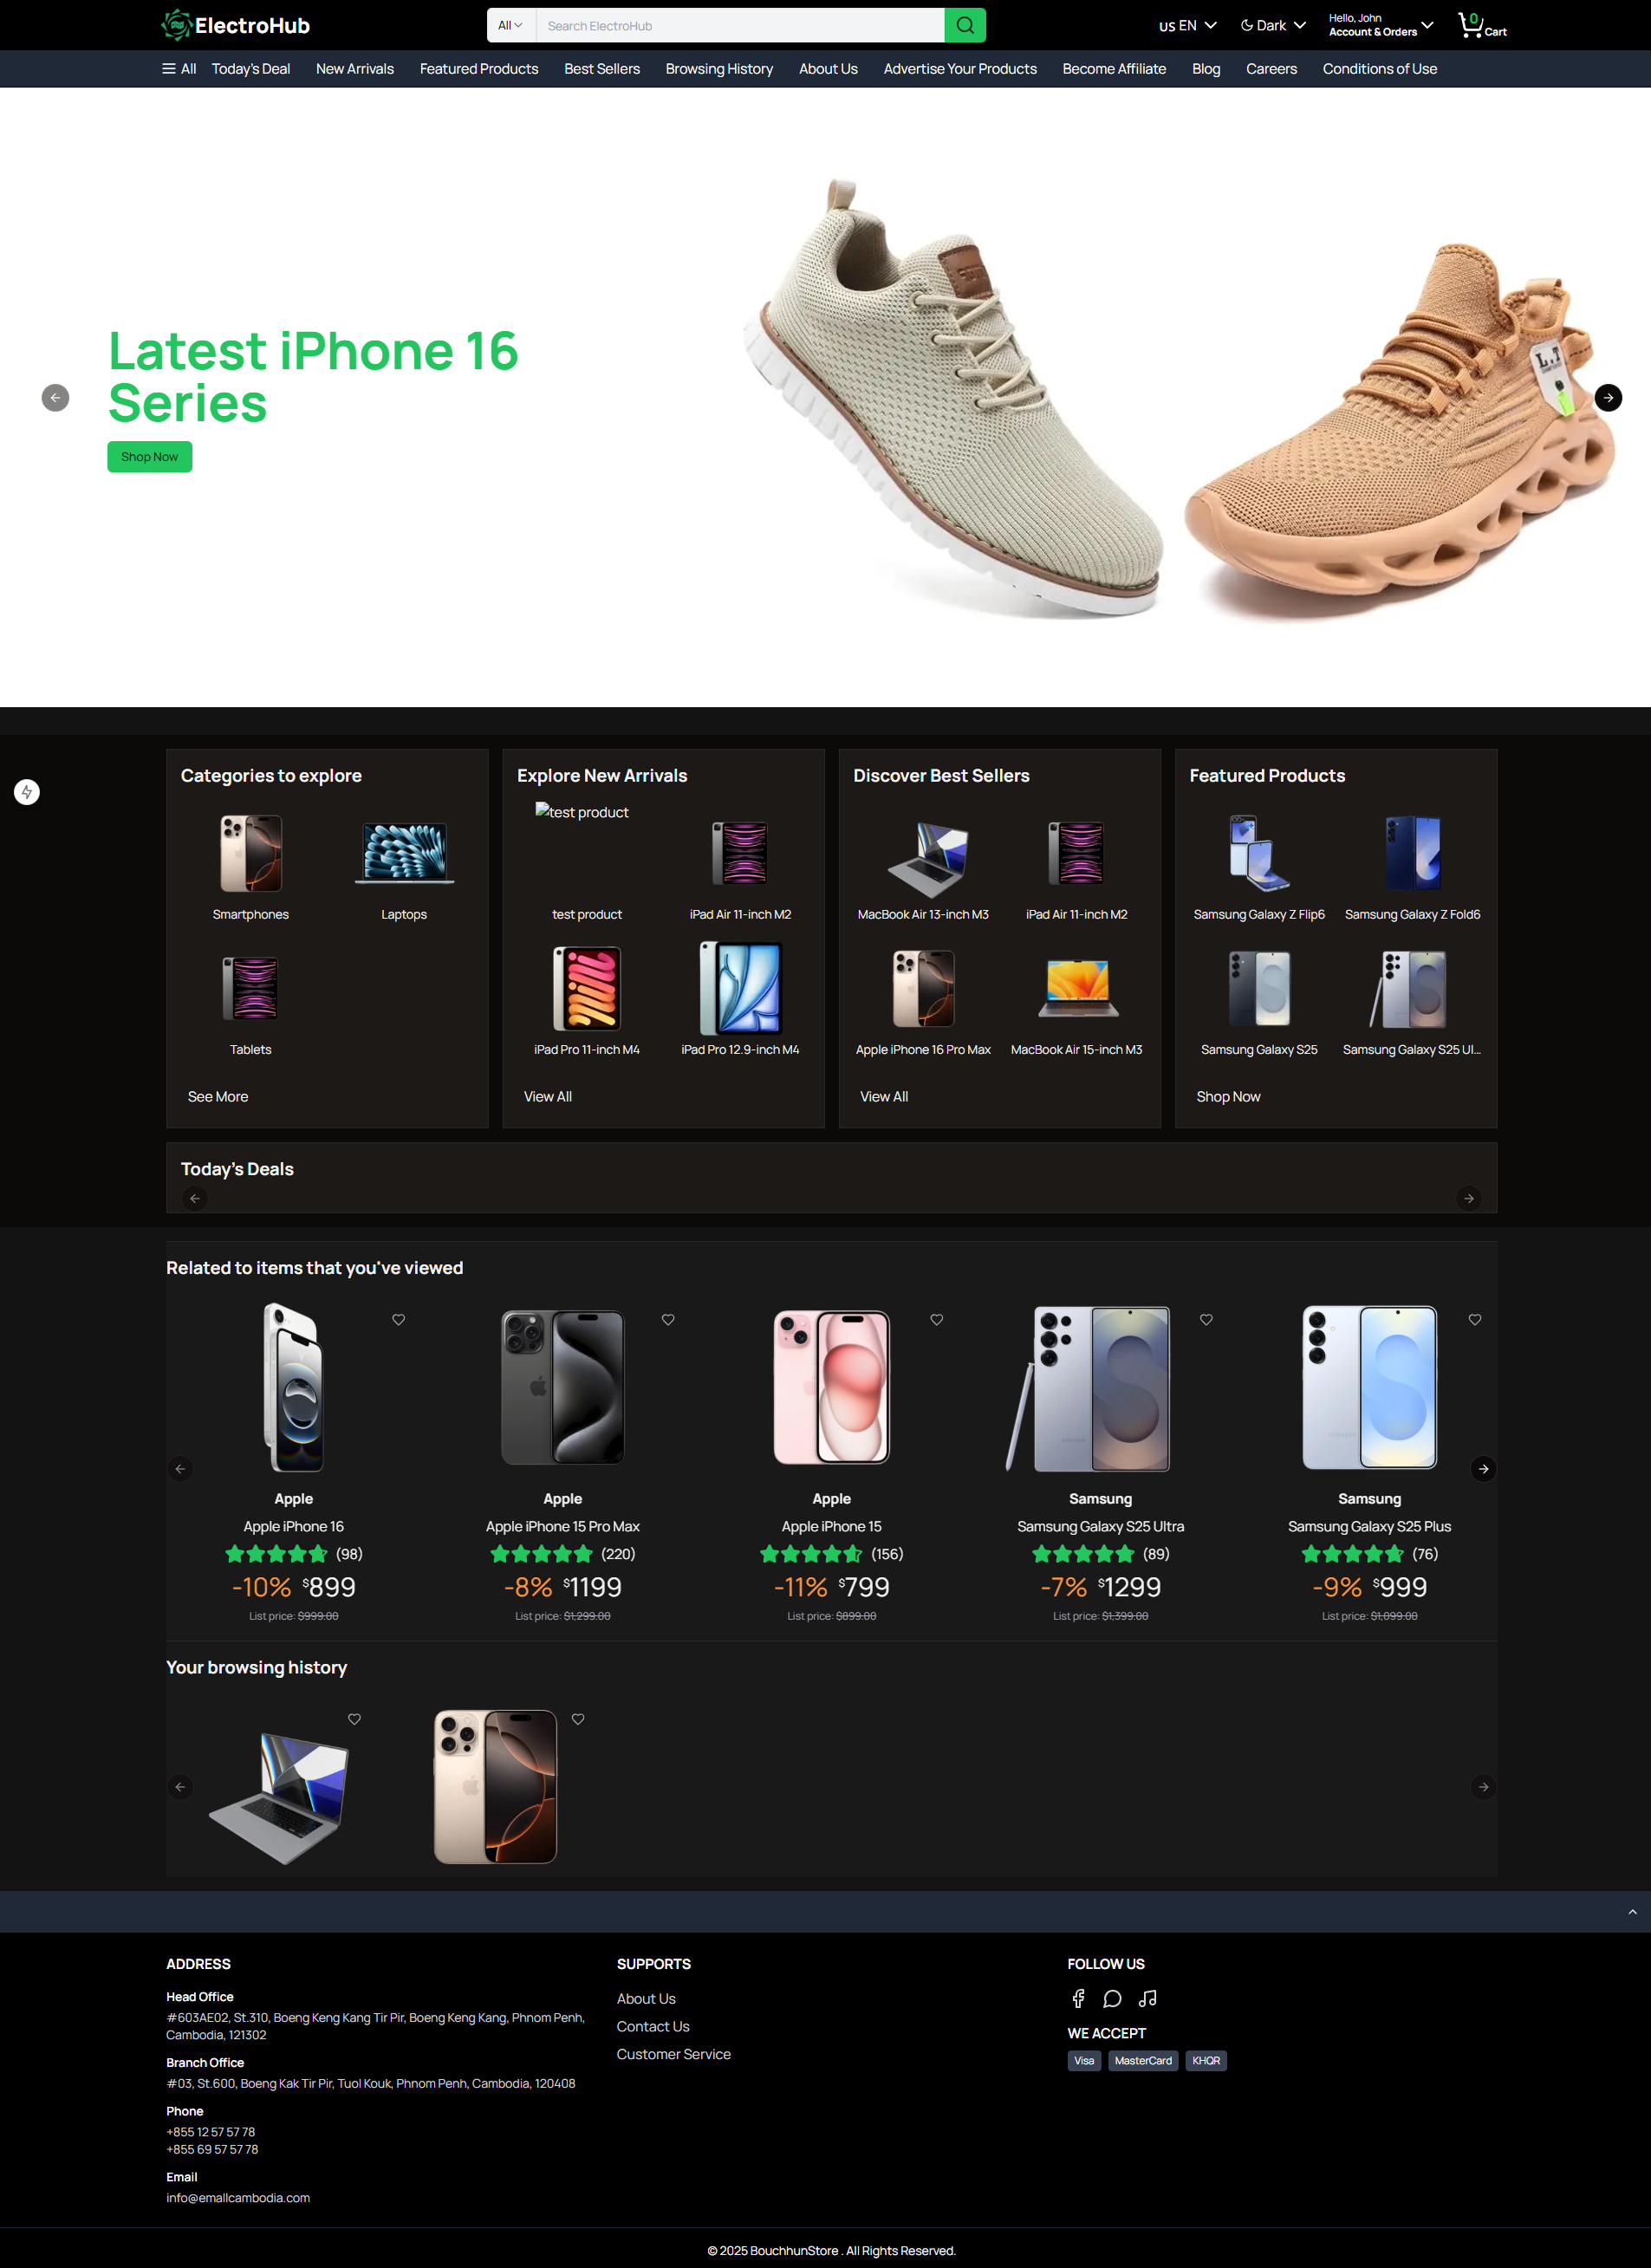 ElectroHub
All
Search ElectroHub
US EN
Dark
Hello, John
Account & Orders
0
Cart
All
Today's Deal
New Arrivals
Featured Products
Best Sellers
Browsing History
About Us
Advertise Your Products
Become Affiliate
Blog
Careers
Conditions of Use
Latest iPhone 16
Series
Shop Now
L.T
Categories to explore
Smartphones
Laptops
Tablets
See More
Explore New Arrivals
test product
test product
iPad Air 11-inch M2
iPad Pro 11-inch M4
iPad Pro 12.9-inch M4
View All
Discover Best Sellers
MacBook Air 13-inch M3
iPad Air 11-inch M2
Apple iPhone 16 Pro Max
MacBook Air 15-inch M3
View All
Featured Products
Samsung Galaxy Z Flip6
Samsung Galaxy Z Fold6
Samsung Galaxy S25
Samsung Galaxy S25 Ul...
Shop Now
Today's Deals
Related to items that you've viewed
Apple
Apple iPhone 16
(98)
-10% $899
List price: $999.00
Apple
Apple iPhone 15 Pro Max
(220)
-8% $1199
List price: $1,299.00
Apple
Apple iPhone 15
(156)
-11% $799
List price: $899.00
Samsung
Samsung Galaxy S25 Ultra
(89)
-7% $1299
List price: $1,399.00
Samsung
Samsung Galaxy S25 Plus
(76)
-9% $999
List price: $1,099.00
Your browsing history
ADDRESS
Head Office
#603AE02, St.310, Boeng Keng Kang Tir Pir, Boeng Keng Kang, Phnom Penh,
Cambodia, 121302
Branch Office
#03, St.600, Boeng Kak Tir Pir, Tuol Kouk, Phnom Penh, Cambodia, 120408
Phone
+855 12 57 57 78
+855 69 57 57 78
Email
info@emallcambodia.com
SUPPORTS
About Us
Contact Us
Customer Service
FOLLOW US
WE ACCEPT
Visa
MasterCard
KHQR
© 2025 BouchhunStore . All Rights Reserved.